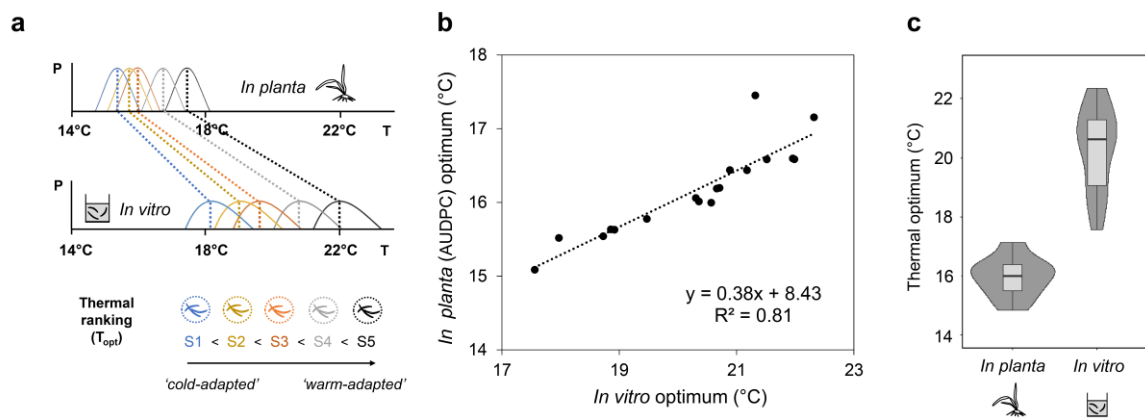 a
P
In planta
14°C 18°C 22°C T
P
In vitro
14°C 18°C 22°C T
Thermal ranking (Topt)
S1 < S2 < S3 < S4 < S5
'cold-adapted' 'warm-adapted'
b
In planta (AUDPC) optimum (°C)
18
17
16
15
14
y = 0.38x + 8.43
R² = 0.81
17 19 21 23
In vitro optimum (°C)
c
Thermal optimum (°C)
22
20
18
16
14
In planta In vitro